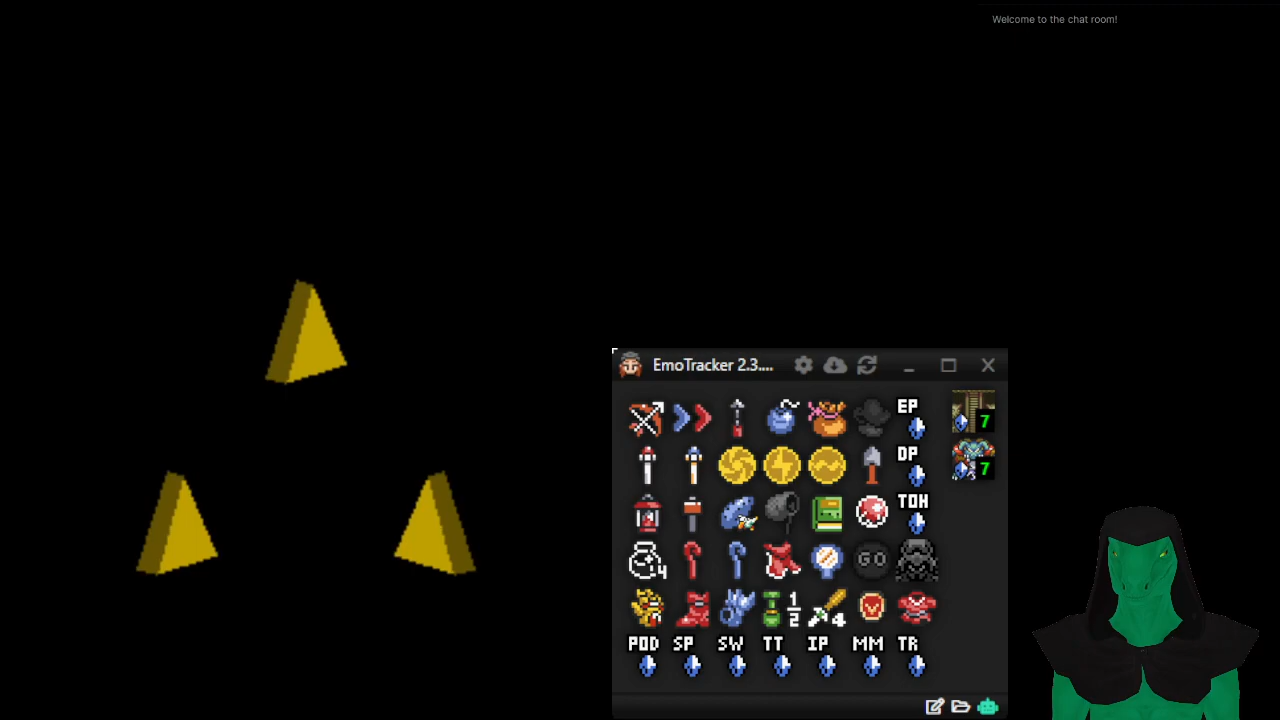 Welcome to the chat room!
EmoTracker 2.3....
EP
7
DP
7
TOH
4
GO
1/2
4
POD SP SW TT IP MM TR